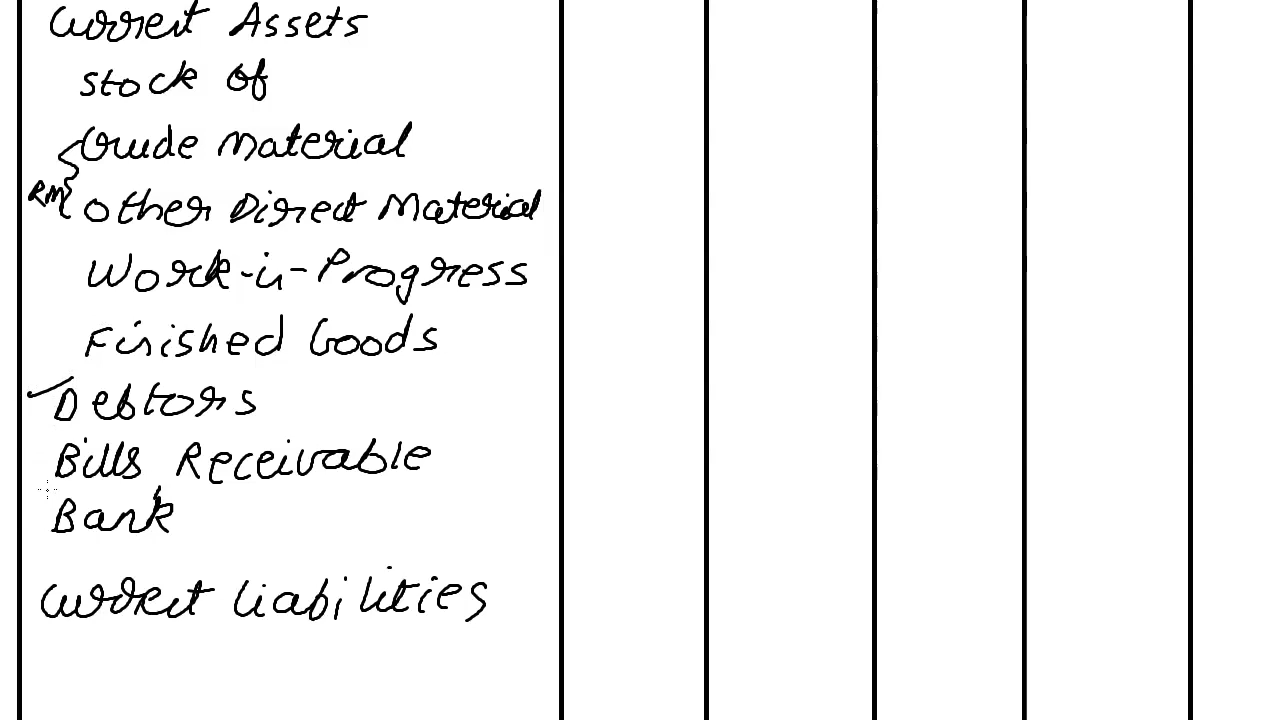 Current Assets
Stock of
Crude Material
RM
Other Direct Material
Work-in-Progress
Finished Goods
Debtors
Bills Receivable
Bank
Current liabilities